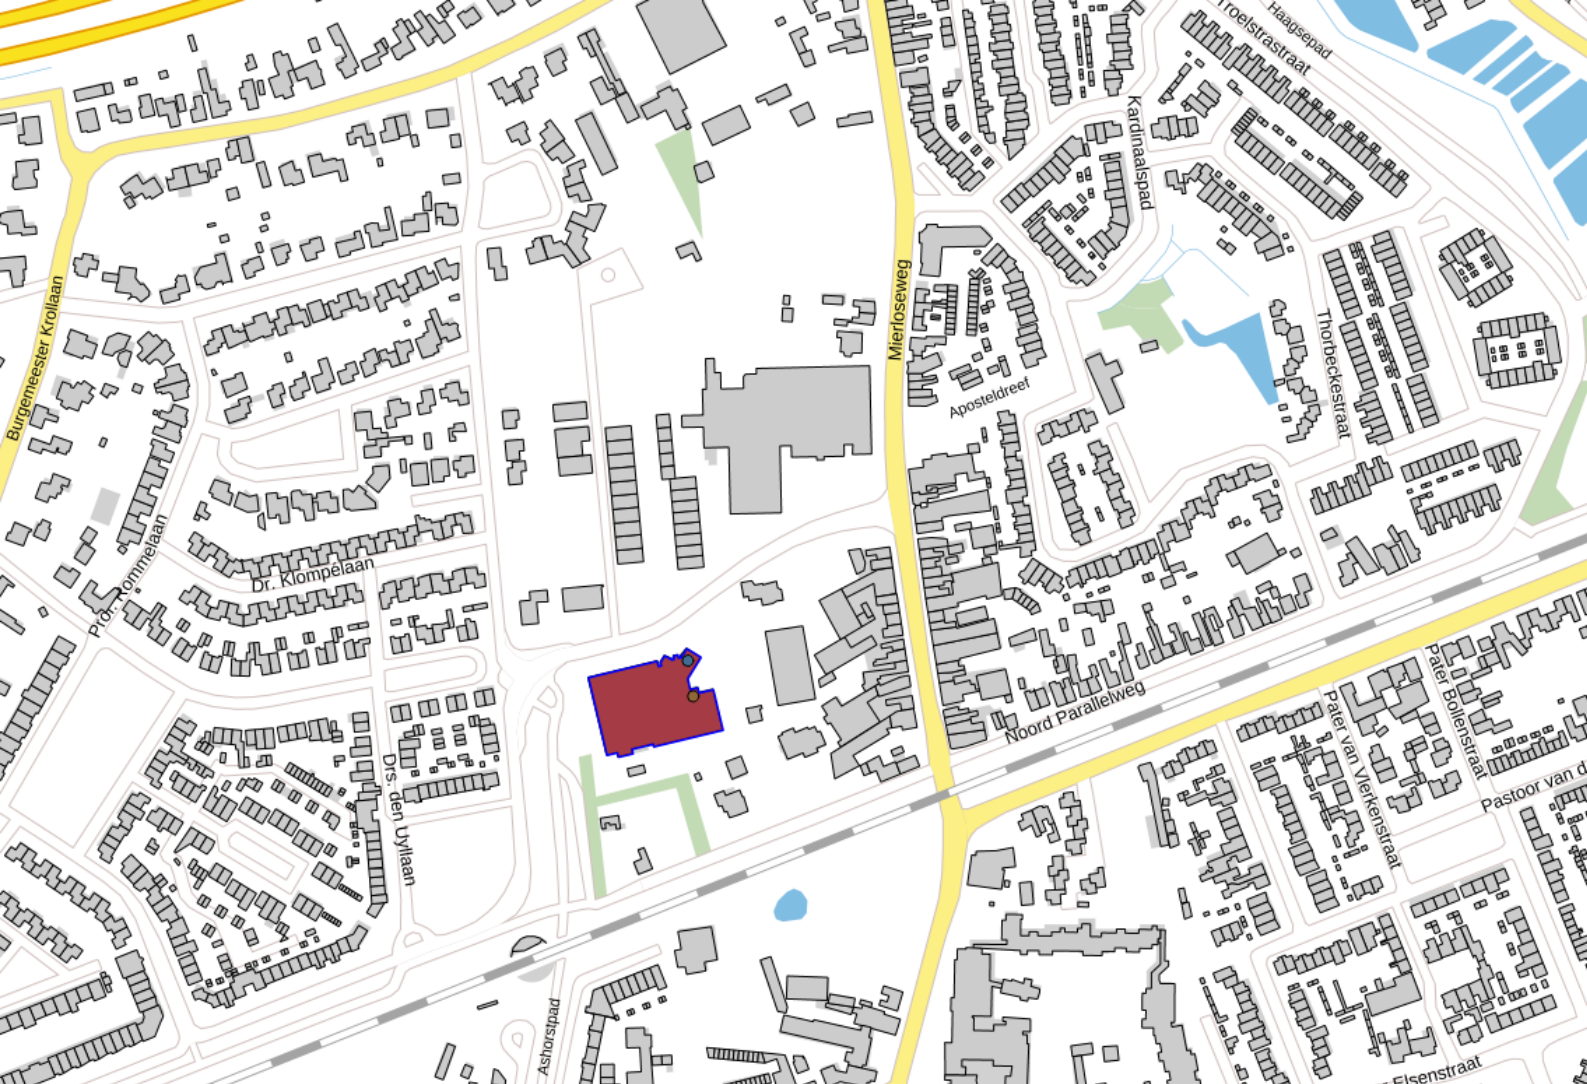 Troelstrastraat
Haagsepad
Kardinaalspad
Burgemeester Krollaan
Mierloseweg
Thorbeckestraat
Aposteldreef
Prof. Rommelaan
Dr. Klompélaan
Noord Parallelweg
Pater van Vlerkenstraat
Pater Bollenstraat
Pastoor van d
Drs. den Uyllaan
Ashorstpad
Elsenstraat